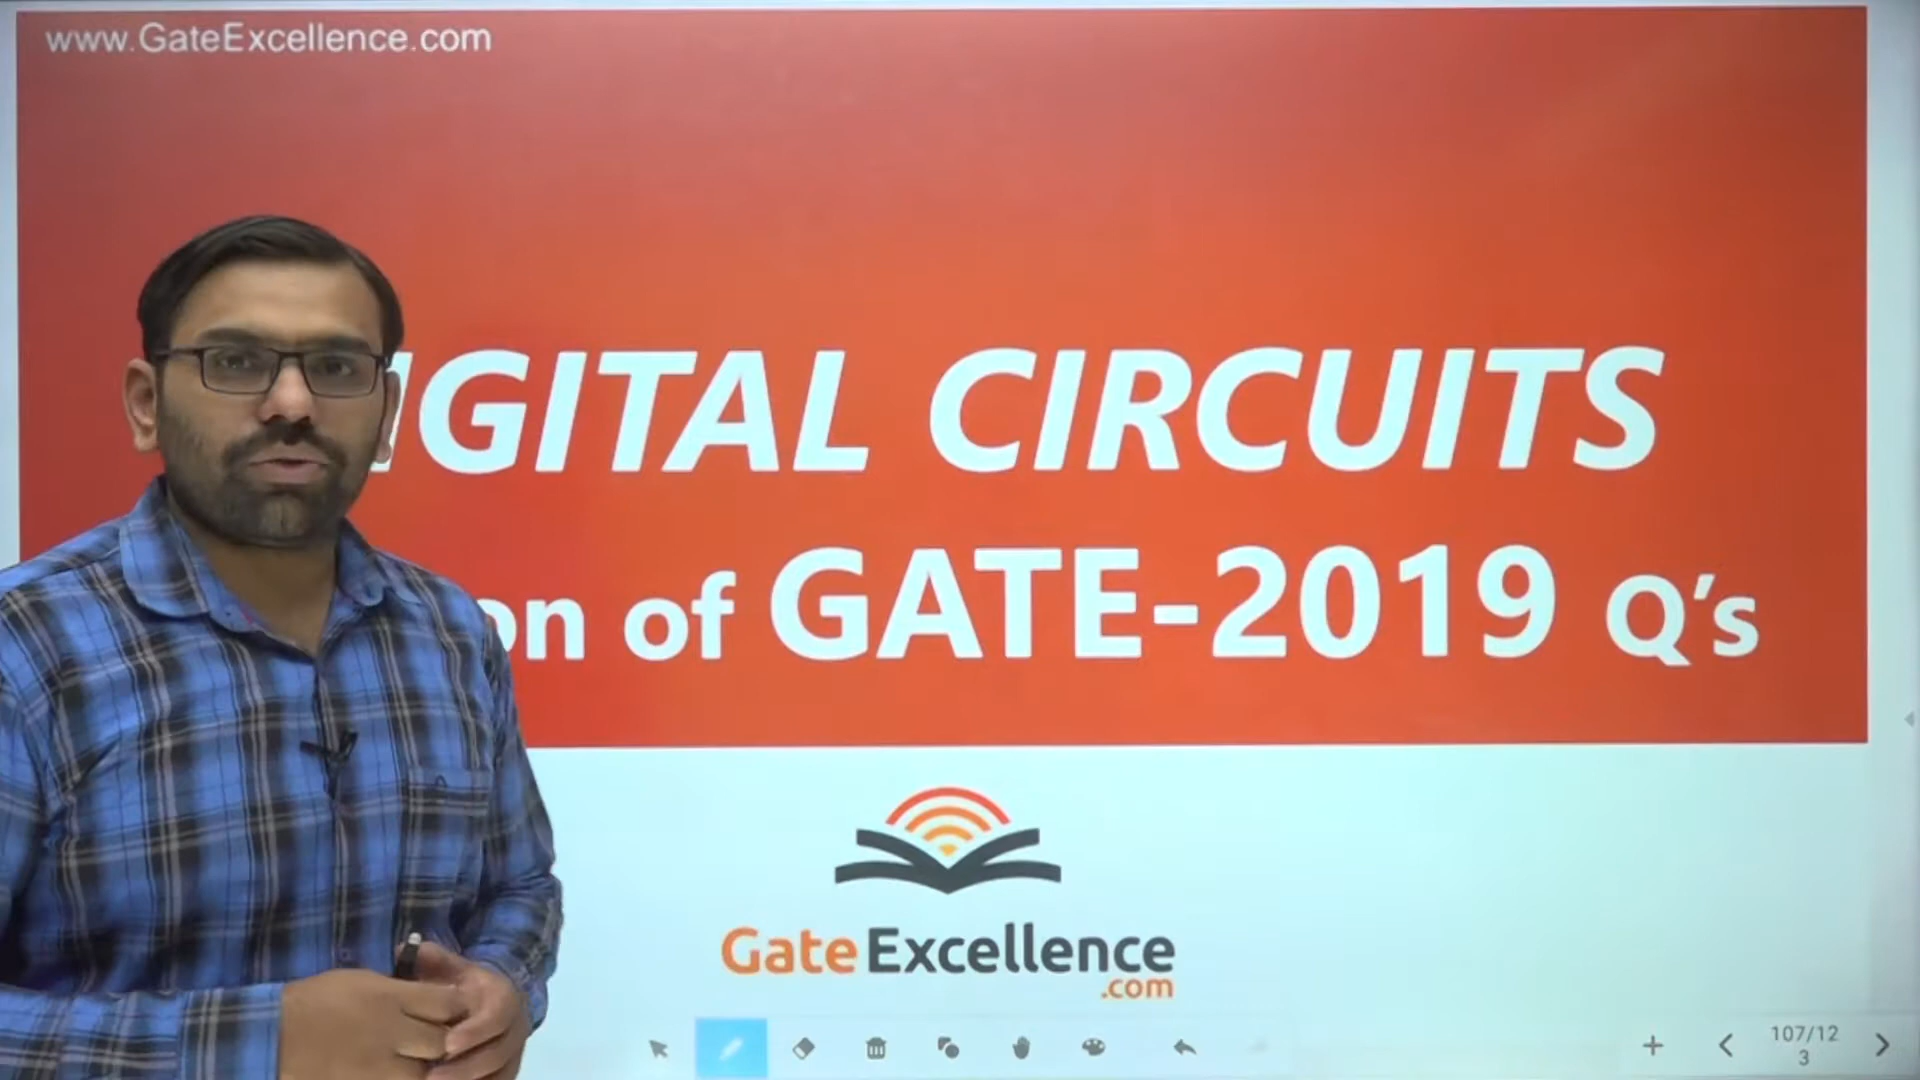 www.GateExcellence.com
IGITAL CIRCUITS
on of GATE-2019 Q's
GateExcellence
.com
107/12
3